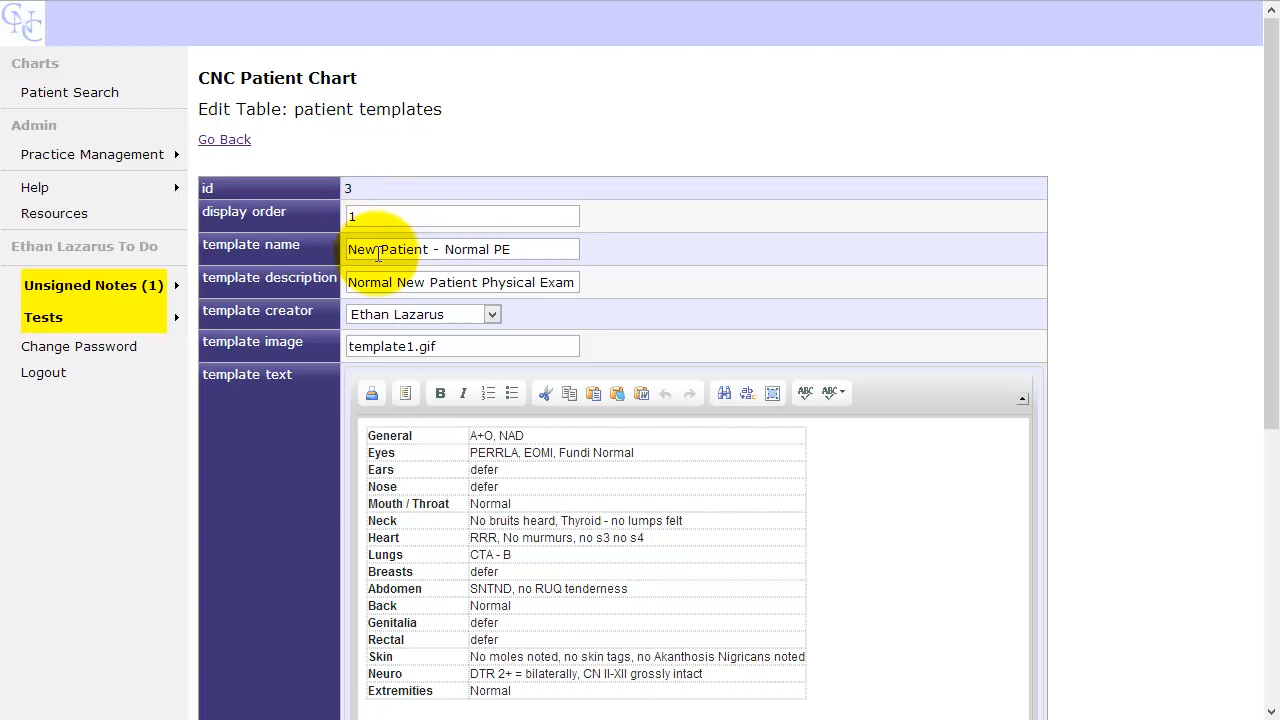 CNC
Charts
Patient Search
Admin
Practice Management
Help
Resources
Ethan Lazarus To Do
Unsigned Notes (1)
Tests
Change Password
Logout
CNC Patient Chart
Edit Table: patient templates
Go Back
id 3
display order 1
template name New Patient - Normal PE
template description Normal New Patient Physical Exam
template creator Ethan Lazarus
template image template1.gif
template text
B I ABC ABC
General A+O, NAD
Eyes PERRLA, EOMI, Fundi Normal
Ears defer
Nose defer
Mouth / Throat Normal
Neck No bruits heard, Thyroid - no lumps felt
Heart RRR, No murmurs, no s3 no s4
Lungs CTA - B
Breasts defer
Abdomen SNTND, no RUQ tenderness
Back Normal
Genitalia defer
Rectal defer
Skin No moles noted, no skin tags, no Akanthosis Nigricans noted
Neuro DTR 2+ = bilaterally, CN II-XII grossly intact
Extremities Normal